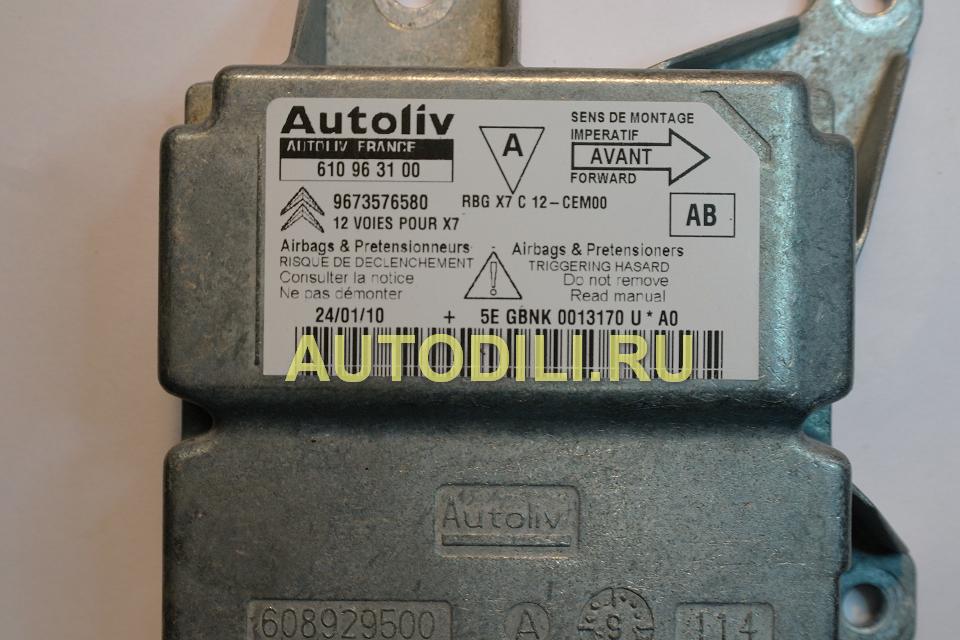 Autoliv
AUTOLIV FRANCE
610 96 31 00
A
SENS DE MONTAGE
IMPERATIF
AVANT
FORWARD
9673576580
RBG X7 C 12-CEM00
12 VOIES POUR X7
AB
Airbags & Pretensionneurs
RISQUE DE DECLENCHEMENT
Consulter la notice
Ne pas démonter
!
Airbags & Pretensioners
TRIGGERING HASARD
Do not remove
Read manual
24/01/10 + 5E GBNK 0013170 U * A0
AUTODILI.RU
Autoliv
608929500 A 9 114